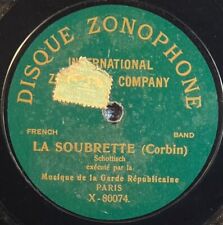 DISQUE ZONOPHONE
INTERNATIONAL
COMPANY
FRENCH BAND
LA SOUBRETTE (Corbin)
Schottisch
exécuté par la
Musique de la Garde Républicaine
PARIS
X-80074.